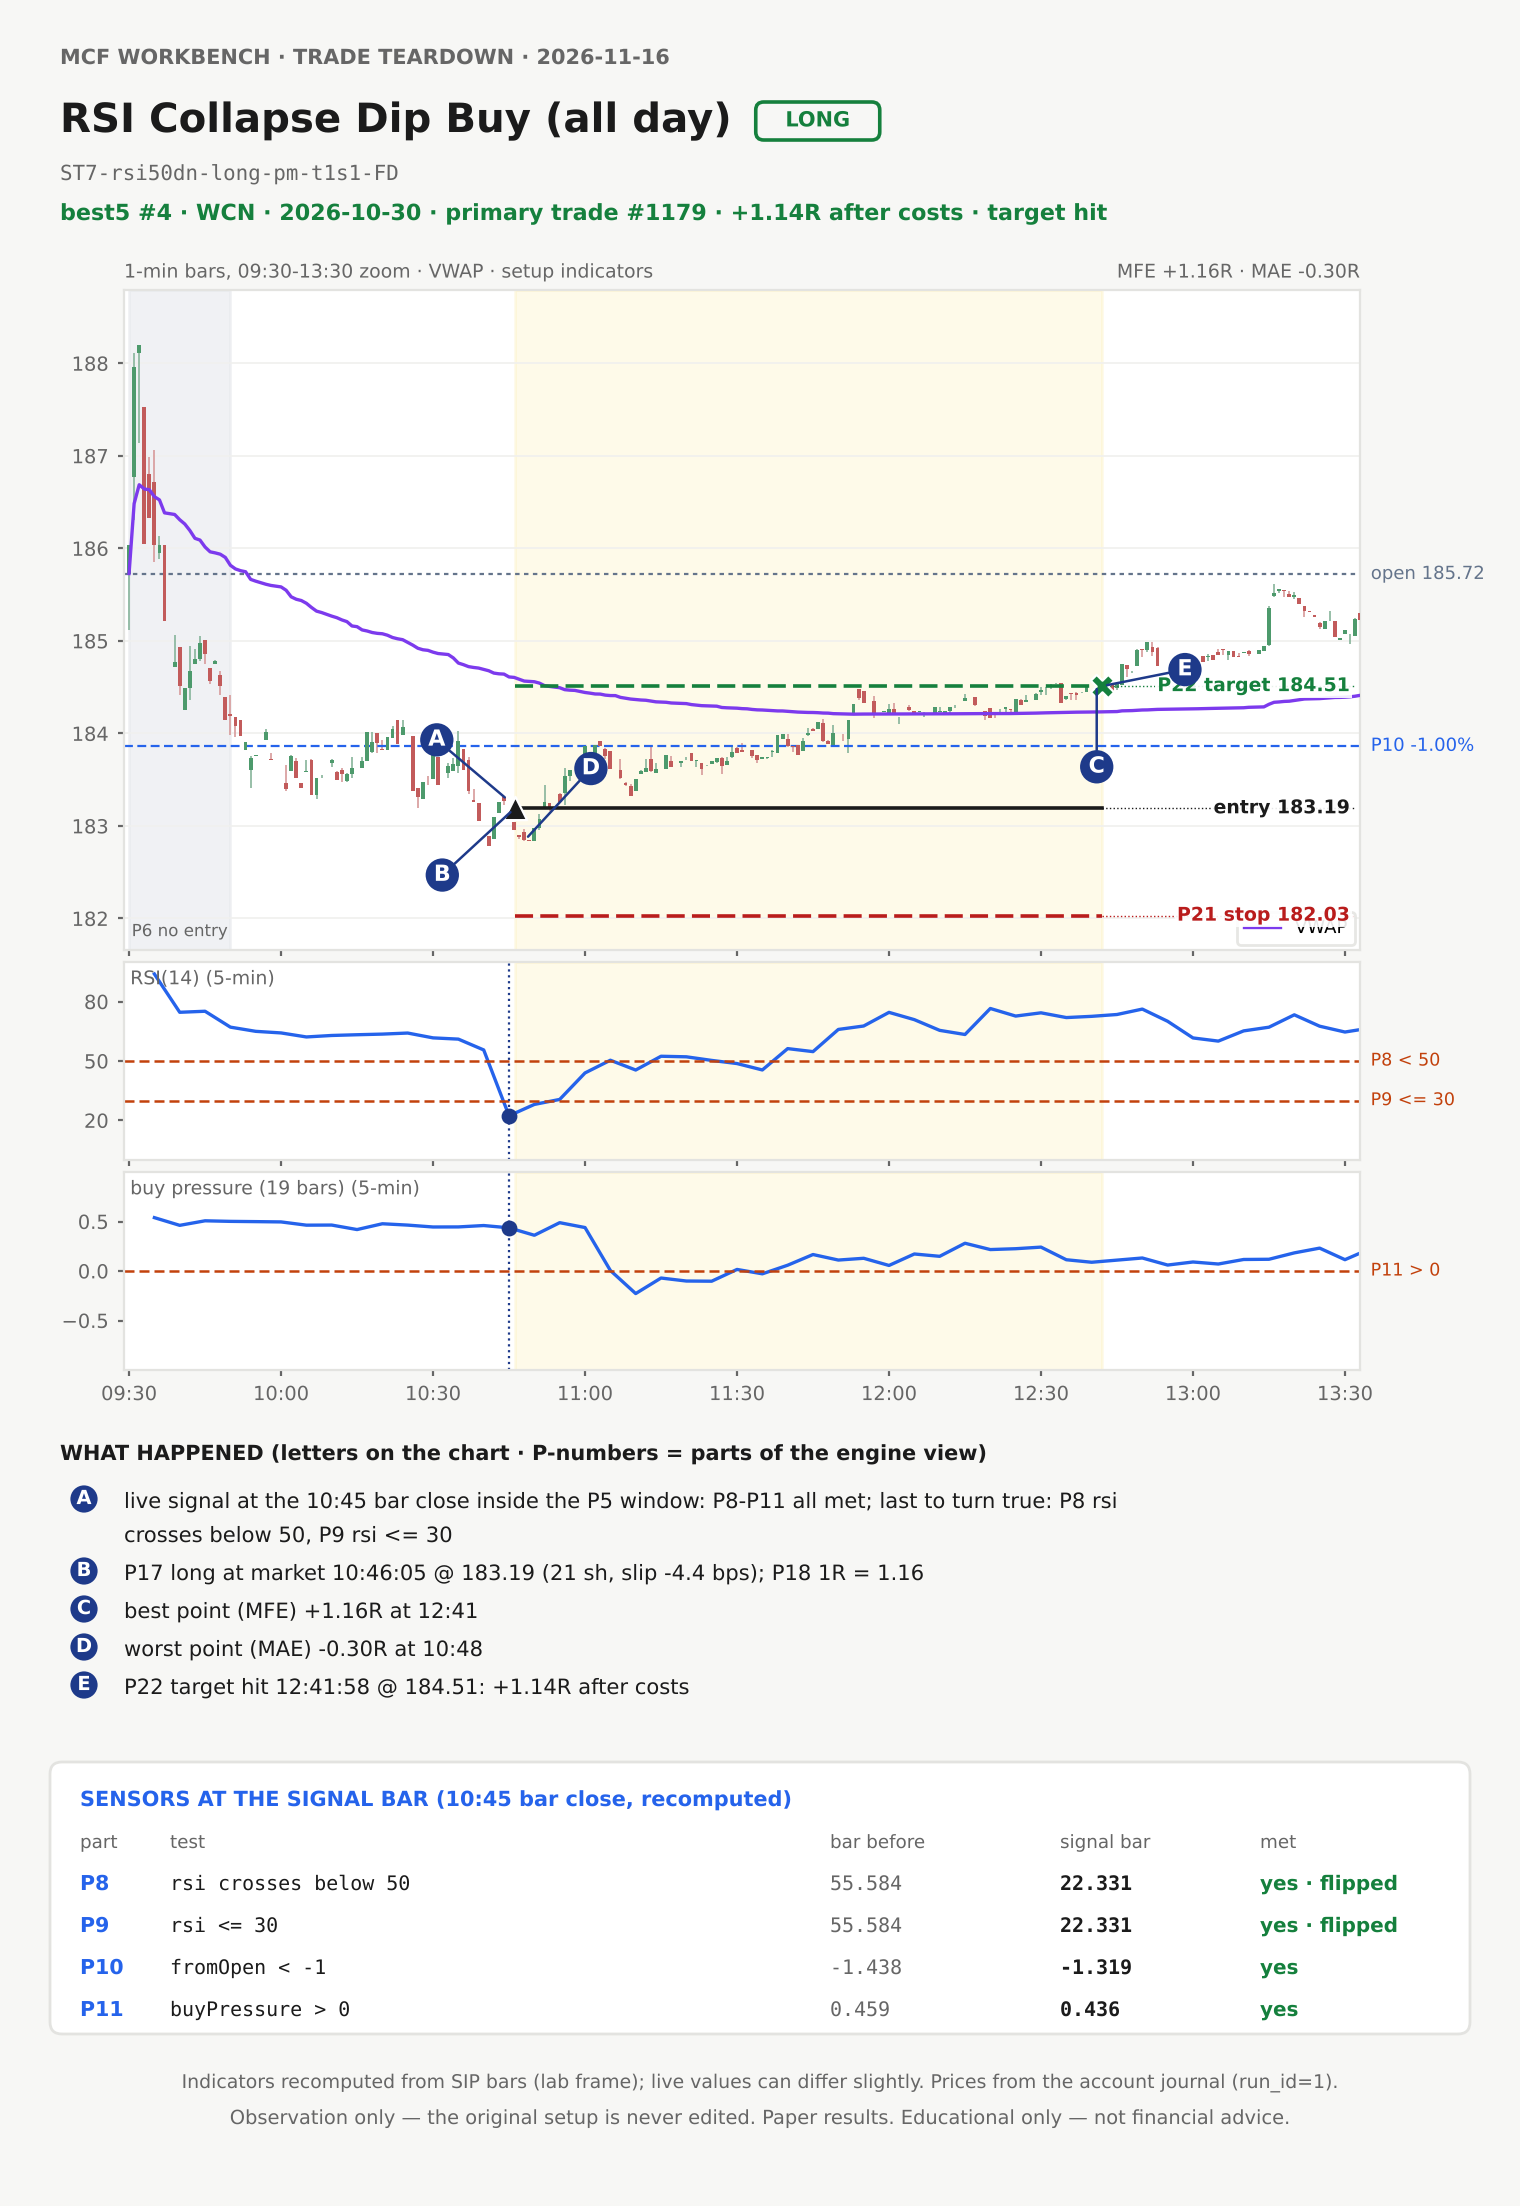 MCF WORKBENCH · TRADE TEARDOWN · 2026-11-16
RSI Collapse Dip Buy (all day) LONG
ST7-rsi50dn-long-pm-t1s1-FD
best5 #4 · WCN · 2026-10-30 · primary trade #1179 · +1.14R after costs · target hit
1-min bars, 09:30-13:30 zoom · VWAP · setup indicators MFE +1.16R · MAE -0.30R
188
187
186
open 185.72
185
E
P22 target 184.51
184
A
P10 -1.00%
D
C
entry 183.19
183
B
182
P21 stop 182.03
P6 no entry
VWAP
RSI(14) (5-min)
80
50
P8 < 50
P9 <= 30
20
buy pressure (19 bars) (5-min)
0.5
0.0
P11 > 0
−0.5
09:30 10:00 10:30 11:00 11:30 12:00 12:30 13:00 13:30
WHAT HAPPENED (letters on the chart · P-numbers = parts of the engine view)
A live signal at the 10:45 bar close inside the P5 window: P8-P11 all met; last to turn true: P8 rsi
crosses below 50, P9 rsi <= 30
B P17 long at market 10:46:05 @ 183.19 (21 sh, slip -4.4 bps); P18 1R = 1.16
C best point (MFE) +1.16R at 12:41
D worst point (MAE) -0.30R at 10:48
E P22 target hit 12:41:58 @ 184.51: +1.14R after costs
SENSORS AT THE SIGNAL BAR (10:45 bar close, recomputed)
part test bar before signal bar met
P8 rsi crosses below 50 55.584 22.331 yes · flipped
P9 rsi <= 30 55.584 22.331 yes · flipped
P10 fromOpen < -1 -1.438 -1.319 yes
P11 buyPressure > 0 0.459 0.436 yes
Indicators recomputed from SIP bars (lab frame); live values can differ slightly. Prices from the account journal (run_id=1).
Observation only — the original setup is never edited. Paper results. Educational only — not financial advice.